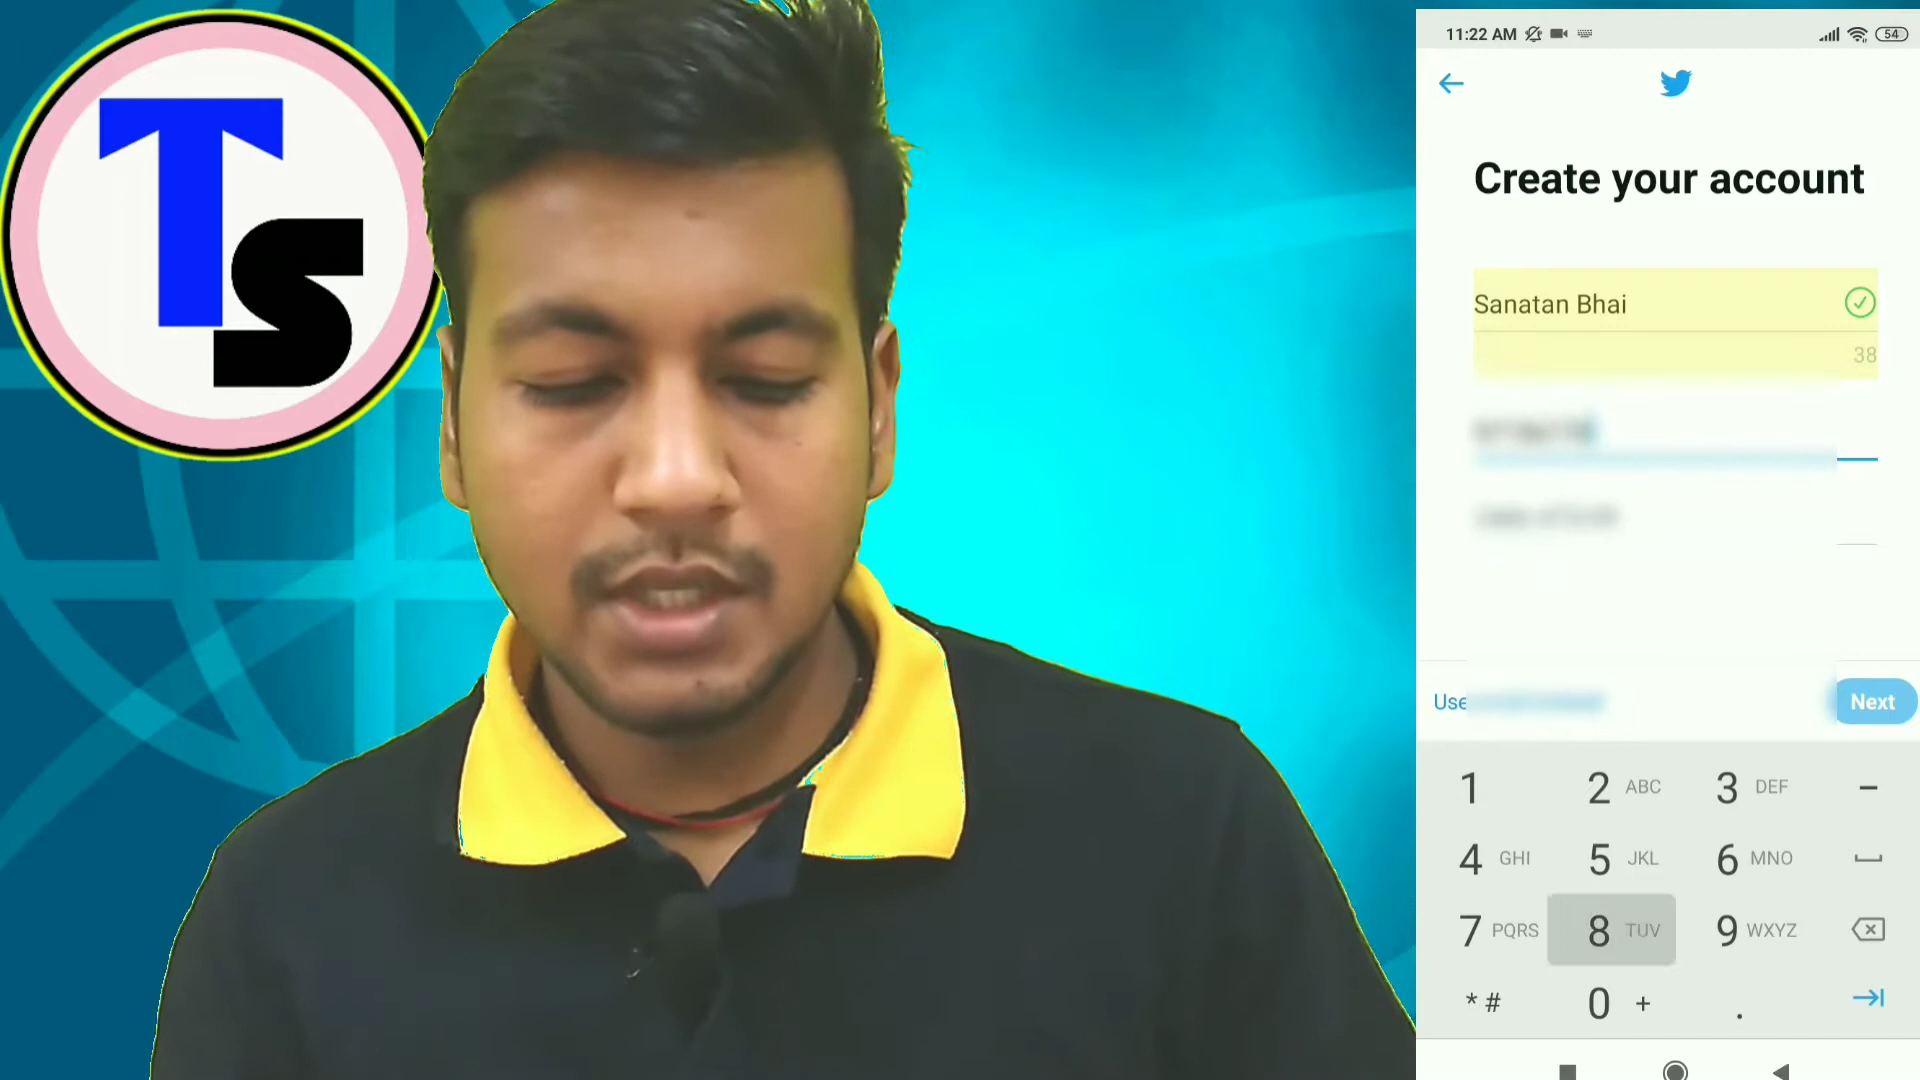 TS
11:22 AM 54
Create your account
Sanatan Bhai
38
Use
Next
1 2 ABC 3 DEF -
4 GHI 5 JKL 6 MNO
7 PQRS 8 TUV 9 WXYZ
* # 0 + .